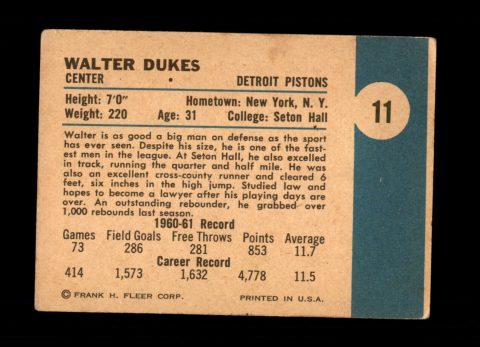 WALTER DUKES
CENTER • DETROIT PISTONS
11
Height: 7'0" Hometown: New York, N. Y.
Weight: 220 Age: 31 College: Seton Hall
Walter is as good a big man on defense as the sport
has ever seen. Despite his size, he is one of the fast-
est men in the league. At Seton Hall, he also excelled
in track, running the quarter and half mile. He was
also an excellent cross-county runner and cleared 6
feet, six inches in the high jump. Studied law and
hopes to become a lawyer after his playing days are
over. An outstanding rebounder, he grabbed over
1,000 rebounds last season.
1960-61 Record
Games Field Goals Free Throws Points Average
73 286 281 853 11.7
Career Record
414 1,573 1,632 4,778 11.5
© FRANK H. FLEER CORP. PRINTED IN U.S.A.